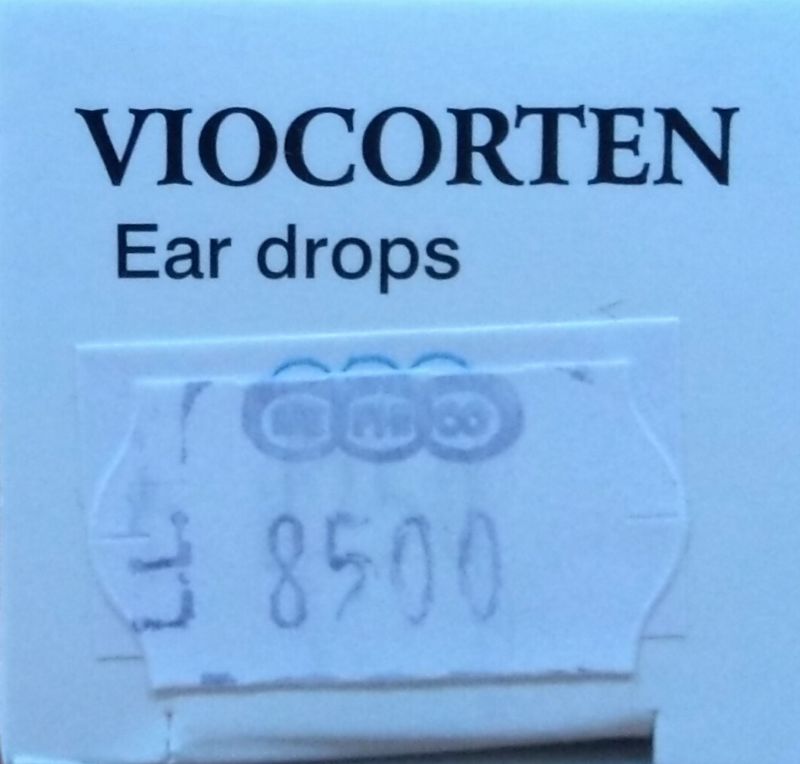 VIOCORTEN
Ear drops
L.L.
8500